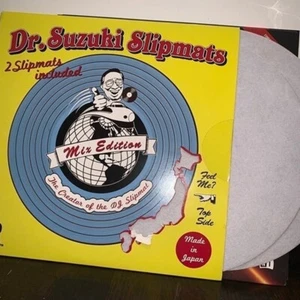 Dr. Suzuki Slipmats
2 Slipmats
included
Mix Edition
The Creator of the DJ Slipmat
Feel
Me?
Top
Side
Made
in
Japan